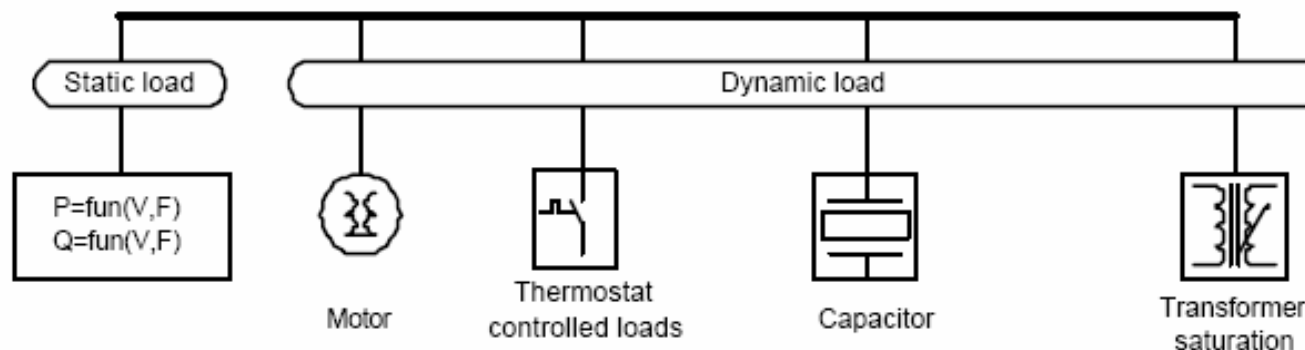 Static load
Dynamic load
P=fun(V,F)
Q=fun(V,F)
Motor
Thermostat
controlled loads
Capacitor
Transformer
saturation